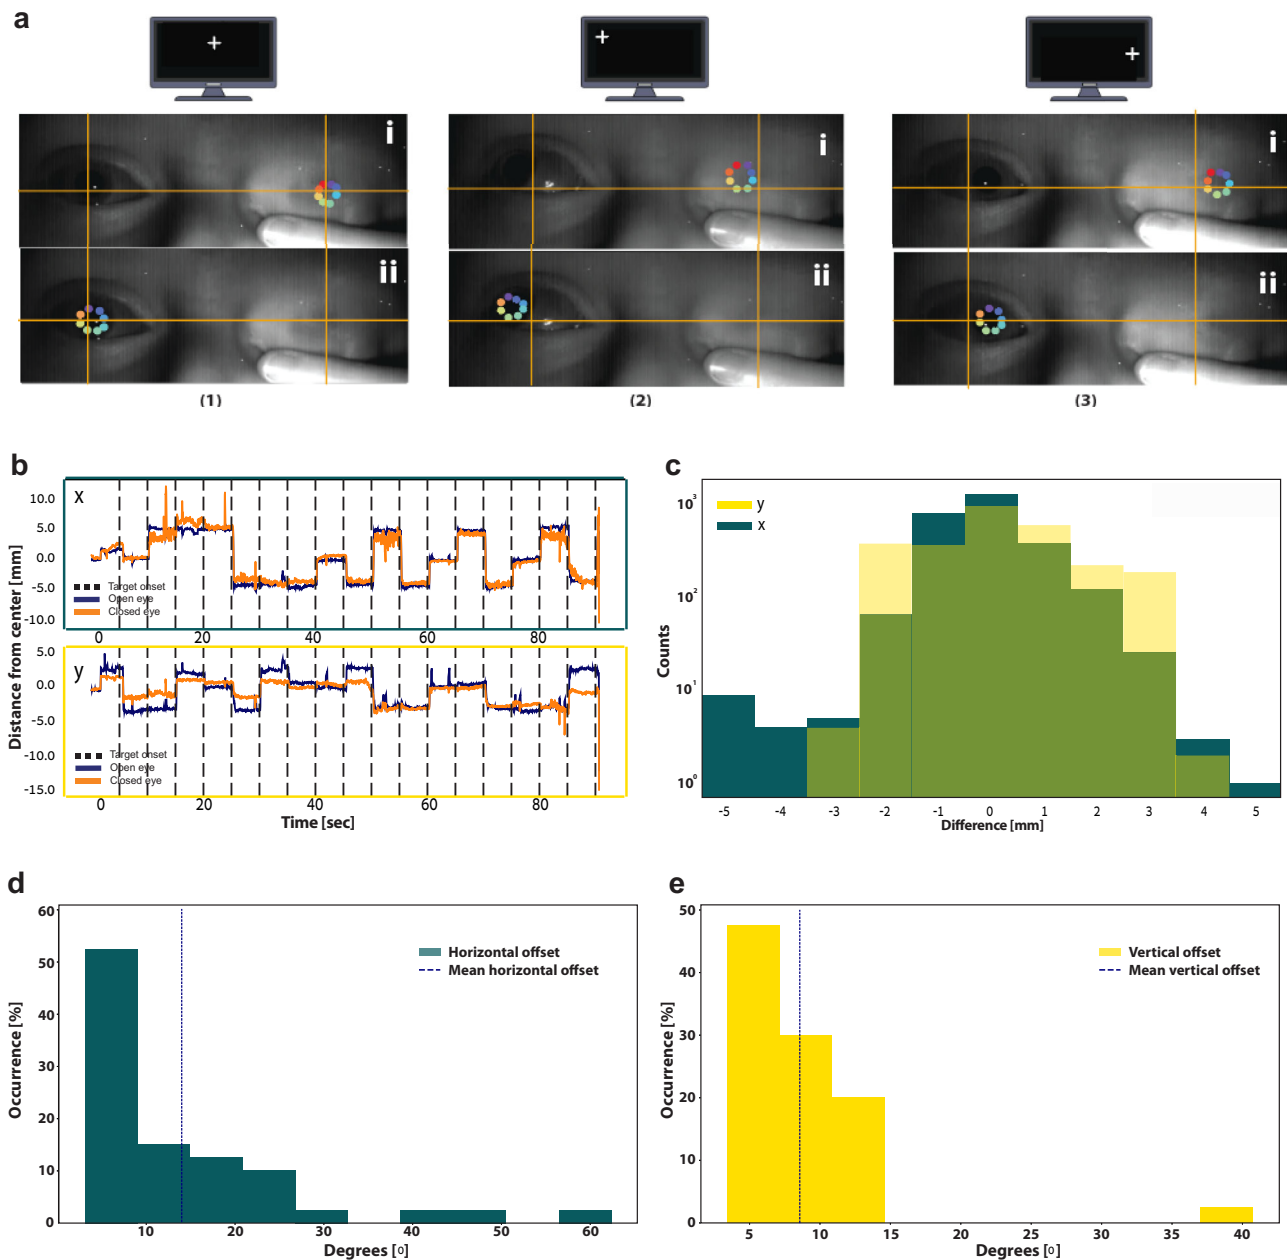 a
i
i
i
ii
ii
ii
(1)
(2)
(3)
b
x
10.0
5.0
0.0
-5.0
-10.0
Target onset
Open eye
Closed eye
0
20
40
60
80
y
5.0
0.0
-5.0
-10.0
-15.0
Target onset
Open eye
Closed eye
0
20
40
60
80
Time [sec]
Distance from center [mm]
c
y
x
10³
10²
10¹
10⁰
Counts
-5
-4
-3
-2
-1
0
1
2
3
4
5
Difference [mm]
d
60
50
40
30
20
10
0
Occurrence [%]
Horizontal offset
Mean horizontal offset
10
20
30
40
50
60
Degrees [o]
e
50
40
30
20
10
0
Occurrence [%]
Vertical offset
Mean vertical offset
5
10
15
20
25
30
35
40
Degrees [o]